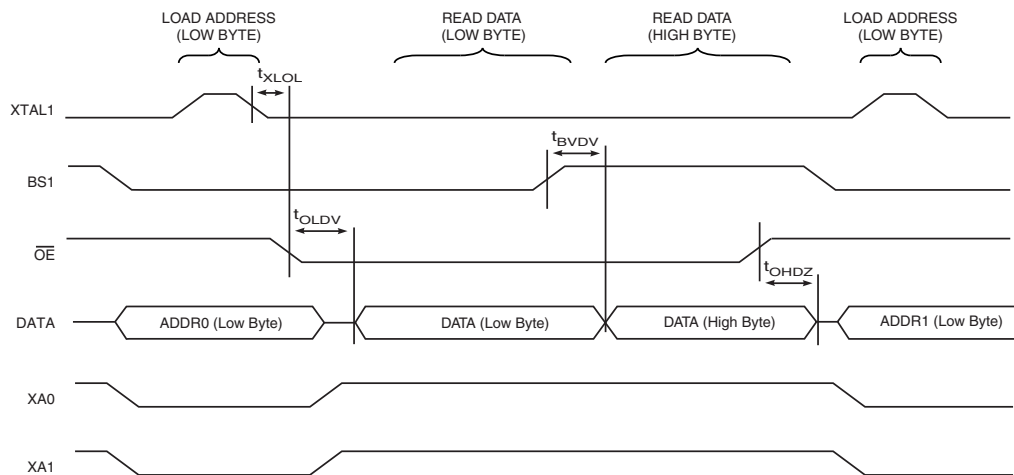 LOAD ADDRESS
(LOW BYTE)
READ DATA
(LOW BYTE)
READ DATA
(HIGH BYTE)
LOAD ADDRESS
(LOW BYTE)
tXLOL
XTAL1
tBVDV
BS1
tOLDV
OE
tOHDZ
DATA
ADDR0 (Low Byte)
DATA (Low Byte)
DATA (High Byte)
ADDR1 (Low Byte)
XA0
XA1